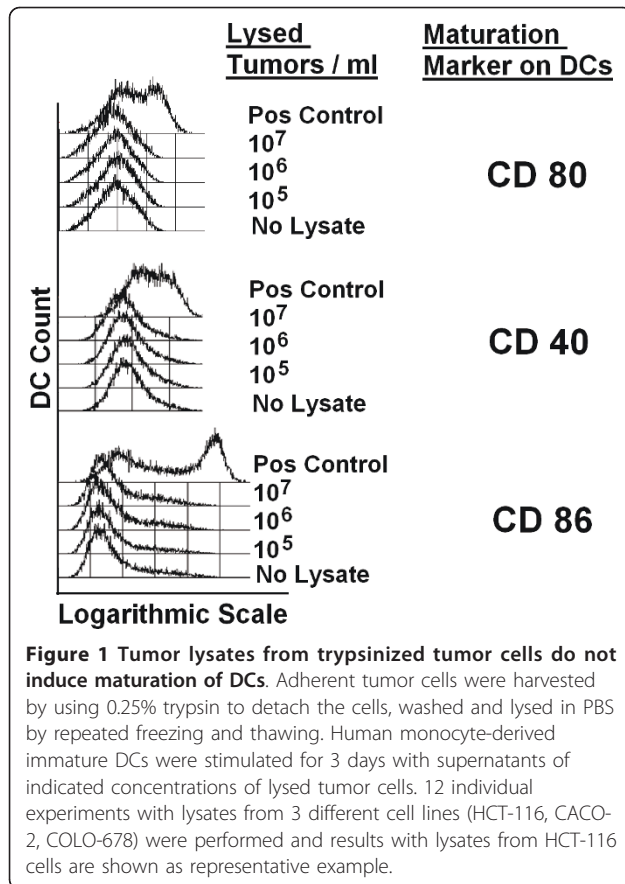 Lysed
Tumors / ml
Maturation
Marker on DCs
Pos Control
10⁷
10⁶
10⁵
No Lysate
CD 80
Pos Control
10⁷
10⁶
10⁵
No Lysate
CD 40
Pos Control
10⁷
10⁶
10⁵
No Lysate
CD 86
DC Count
Logarithmic Scale
Figure 1 Tumor lysates from trypsinized tumor cells do not
induce maturation of DCs. Adherent tumor cells were harvested
by using 0.25% trypsin to detach the cells, washed and lysed in PBS
by repeated freezing and thawing. Human monocyte-derived
immature DCs were stimulated for 3 days with supernatants of
indicated concentrations of lysed tumor cells. 12 individual
experiments with lysates from 3 different cell lines (HCT-116, CACO-
2, COLO-678) were performed and results with lysates from HCT-116
cells are shown as representative example.